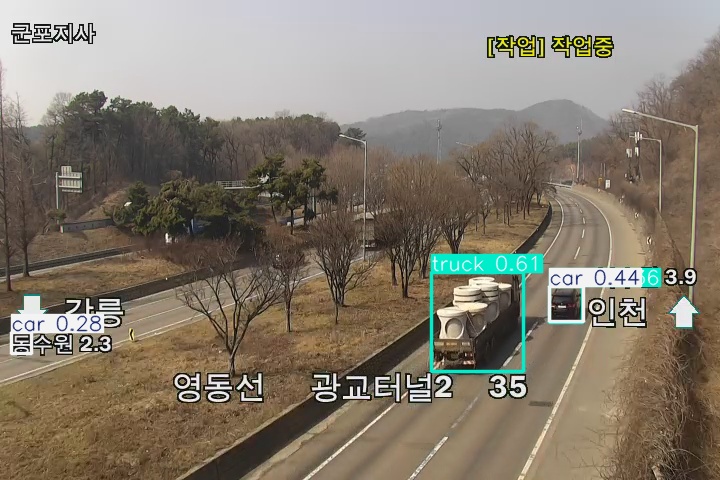 군포지사
[작업] 작업중
truck 0.61
car 0.44
56 3.9
인천
강릉
car 0.28
동수원 2.3
영동선 광교터널2 35